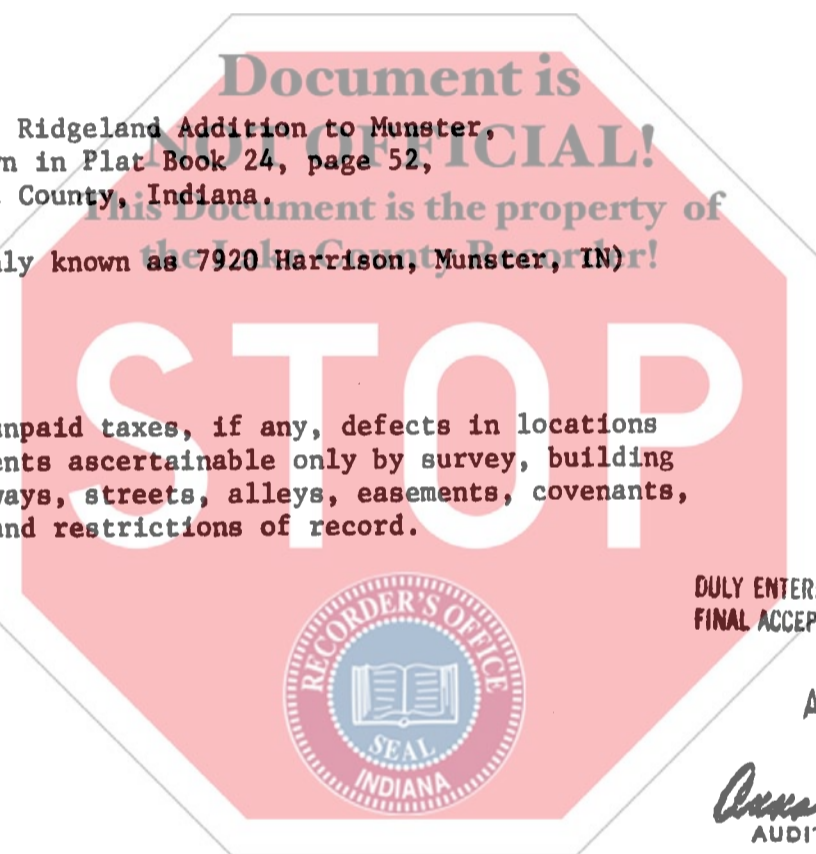 Document is
Ridgeland Addition to Munster,
NOT OFFICIAL!
in Plat Book 24, page 52,
County, Indiana.
This Document is the property of
the Lake County Recorder!
known as 7920 Harrison, Munster, IN)
STOP
unpaid taxes, if any, defects in locations
ascertainable only by survey, building
streets, alleys, easements, covenants,
and restrictions of record.
DULY ENTER
FINAL ACCEP
RECORDER'S OFFICE
SEAL
INDIANA
A
AUDIT